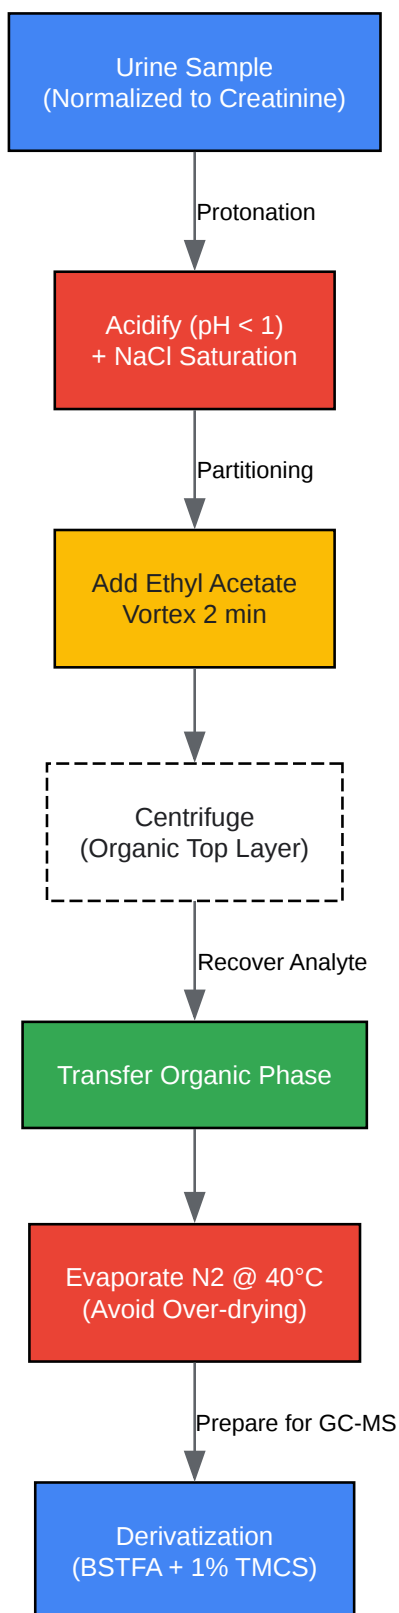 Urine Sample
(Normalized to Creatinine)
Protonation
Acidify (pH < 1)
+ NaCl Saturation
Partitioning
Add Ethyl Acetate
Vortex 2 min
Centrifuge
(Organic Top Layer)
Recover Analyte
Transfer Organic Phase
Evaporate N2 @ 40°C
(Avoid Over-drying)
Prepare for GC-MS
Derivatization
(BSTFA + 1% TMCS)